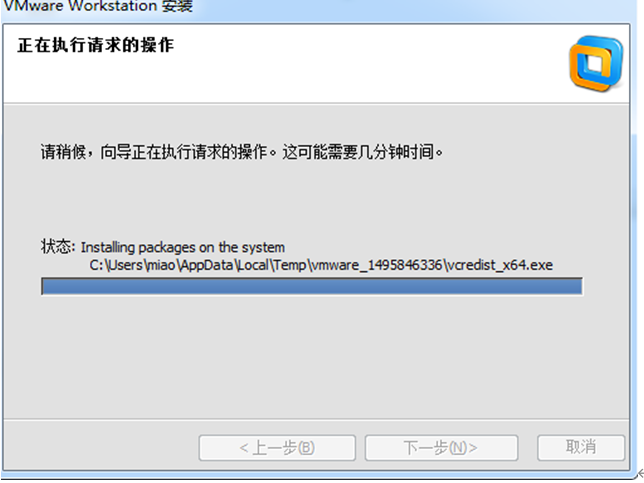 VMware Workstation 安装
正在执行请求的操作
请稍候，向导正在执行请求的操作。这可能需要几分钟时间。
状态: Installing packages on the system
C:\Users\miao\AppData\Local\Temp\vmware_1495846336\vcredist_x64.exe
<上一步(B) 下一步(N)> 取消